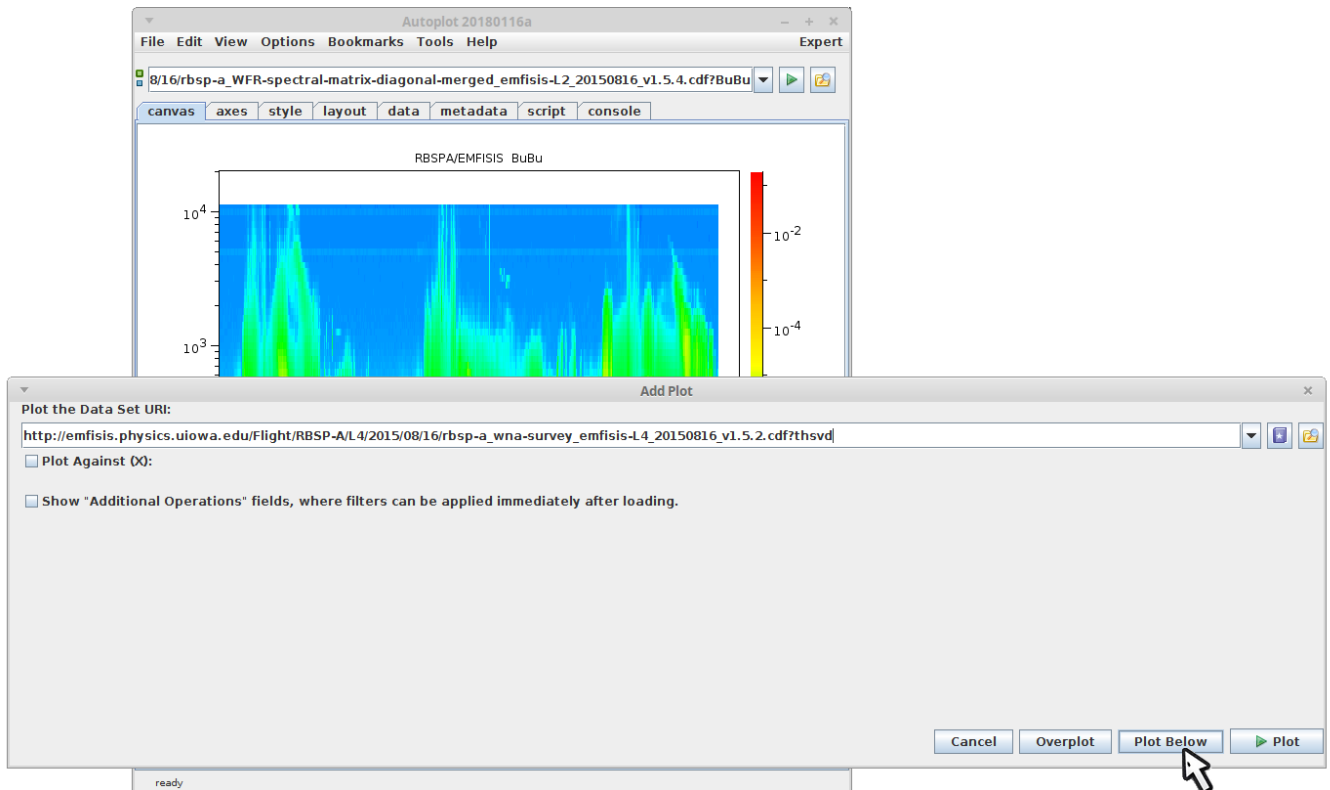 Autoplot 20180116a
File Edit View Options Bookmarks Tools Help Expert
8/16/rbsp-a_WFR-spectral-matrix-diagonal-merged_emfisis-L2_20150816_v1.5.4.cdf?BuBu
canvas axes style layout data metadata script console
RBSPA/EMFISIS BuBu
10^4
10^-2
10^-4
10^3
Add Plot
Plot the Data Set URI:
http://emfisis.physics.uiowa.edu/Flight/RBSP-A/L4/2015/08/16/rbsp-a_wna-survey_emfisis-L4_20150816_v1.5.2.cdf?thsvd
Plot Against (X):
Show "Additional Operations" fields, where filters can be applied immediately after loading.
Cancel Overplot Plot Below Plot
ready